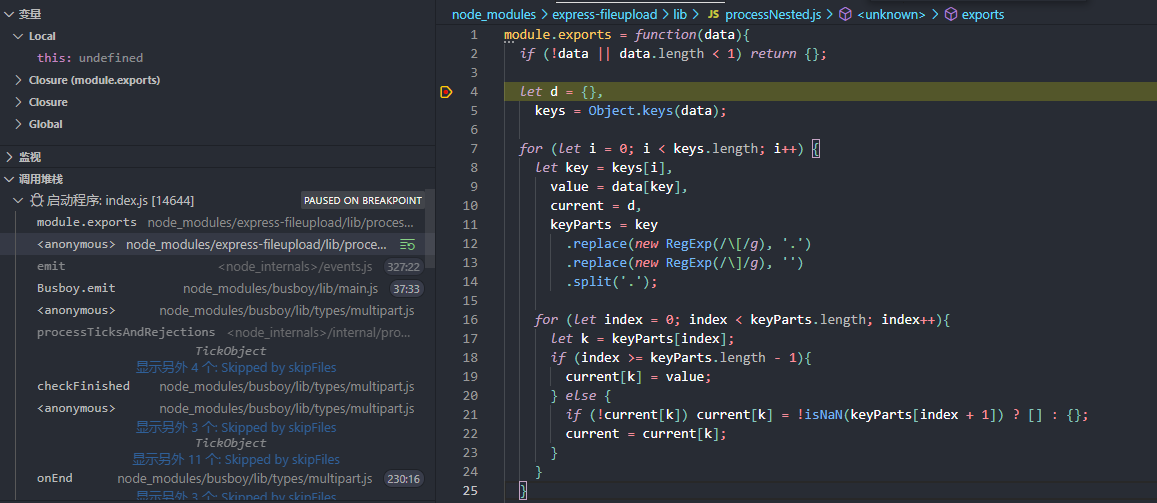 变量
Local
this: undefined
Closure (module.exports)
Closure
Global
监视
调用堆栈
启动程序: index.js [14644] PAUSED ON BREAKPOINT
module.exports node_modules/express-fileupload/lib/proces...
<anonymous> node_modules/express-fileupload/lib/proce...
emit <node_internals>/events.js 327:22
Busboy.emit node_modules/busboy/lib/main.js 37:33
<anonymous> node_modules/busboy/lib/types/multipart.js
processTicksAndRejections <node_internals>/internal/pro...
TickObject
显示另外 4 个: Skipped by skipFiles
checkFinished node_modules/busboy/lib/types/multipart.js
<anonymous> node_modules/busboy/lib/types/multipart.js
显示另外 3 个: Skipped by skipFiles
TickObject
显示另外 11 个: Skipped by skipFiles
onEnd node_modules/busboy/lib/types/multipart.js 230:16
显示另外 3 个: Skipped by skipFiles
node_modules > express-fileupload > lib > JS processNested.js > <unknown> > exports
1 module.exports = function(data){
2 if (!data || data.length < 1) return {};
3
4 let d = {},
5 keys = Object.keys(data);
6
7 for (let i = 0; i < keys.length; i++) {
8 let key = keys[i],
9 value = data[key],
10 current = d,
11 keyParts = key
12 .replace(new RegExp(/\[/g), '.')
13 .replace(new RegExp(/\]/g), '')
14 .split('.');
15
16 for (let index = 0; index < keyParts.length; index++){
17 let k = keyParts[index];
18 if (index >= keyParts.length - 1){
19 current[k] = value;
20 } else {
21 if (!current[k]) current[k] = !isNaN(keyParts[index + 1]) ? [] : {};
22 current = current[k];
23 }
24 }
25 }